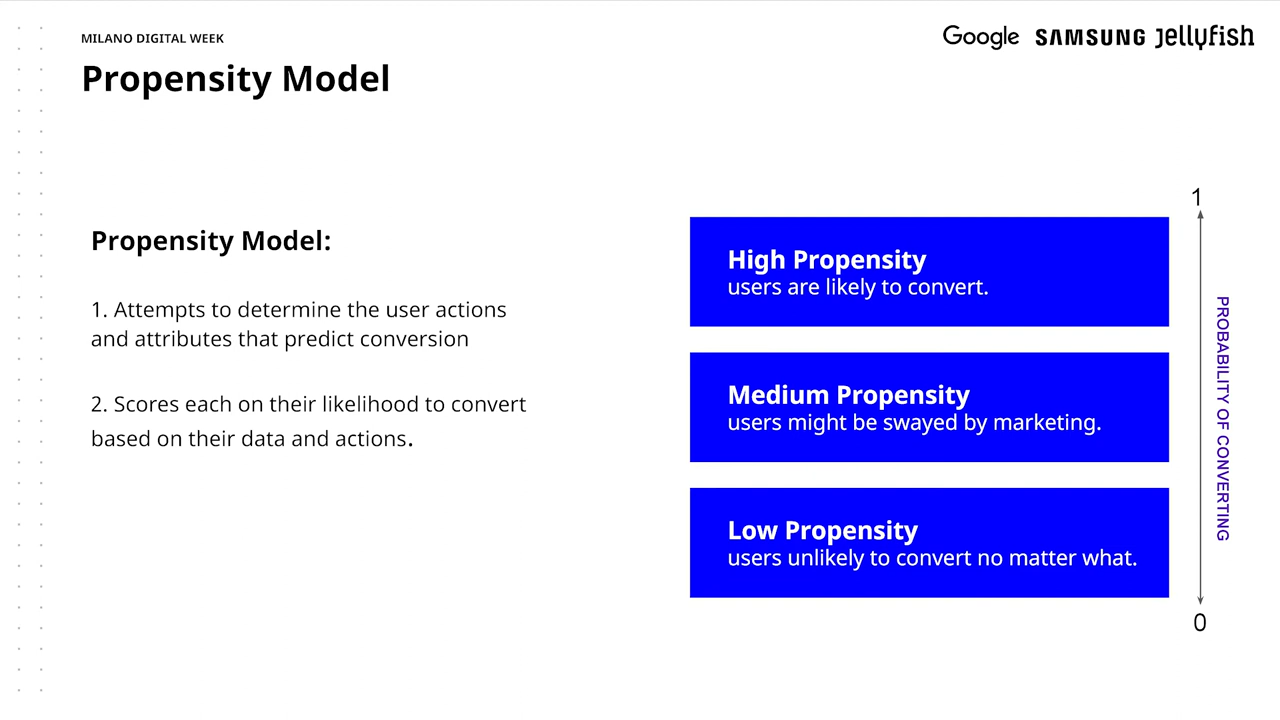 MILANO DIGITAL WEEK
Google SAMSUNG Jellyfish
Propensity Model
Propensity Model:
1. Attempts to determine the user actions
and attributes that predict conversion
2. Scores each on their likelihood to convert
based on their data and actions.
High Propensity
users are likely to convert.
Medium Propensity
users might be swayed by marketing.
Low Propensity
users unlikely to convert no matter what.
1
PROBABILITY OF CONVERTING
0